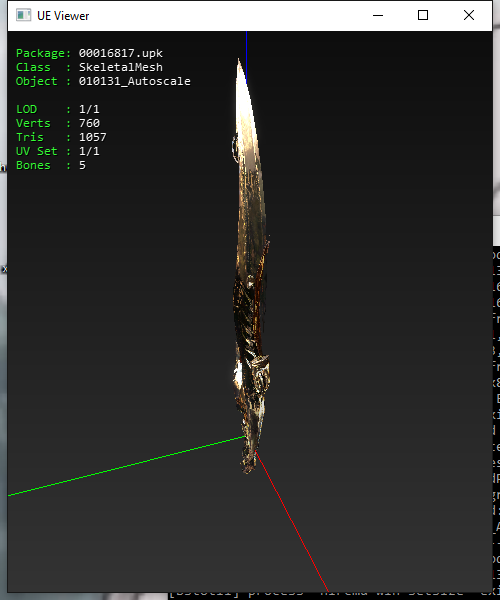 UE Viewer
Package: 00016817.upk
Class  : SkeletalMesh
Object : 010131_Autoscale
LOD    : 1/1
Verts  : 760
Tris   : 1057
UV Set : 1/1
Bones  : 5